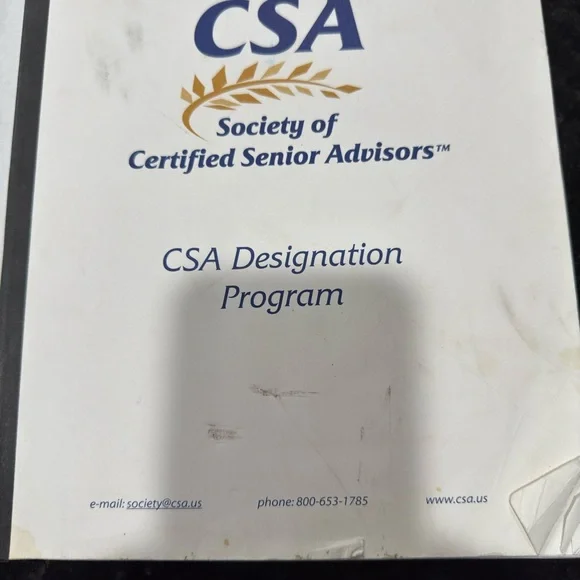 CSA
Society of
Certified Senior Advisors™
CSA Designation
Program
e-mail: society@csa.us phone: 800-653-1785 www.csa.us